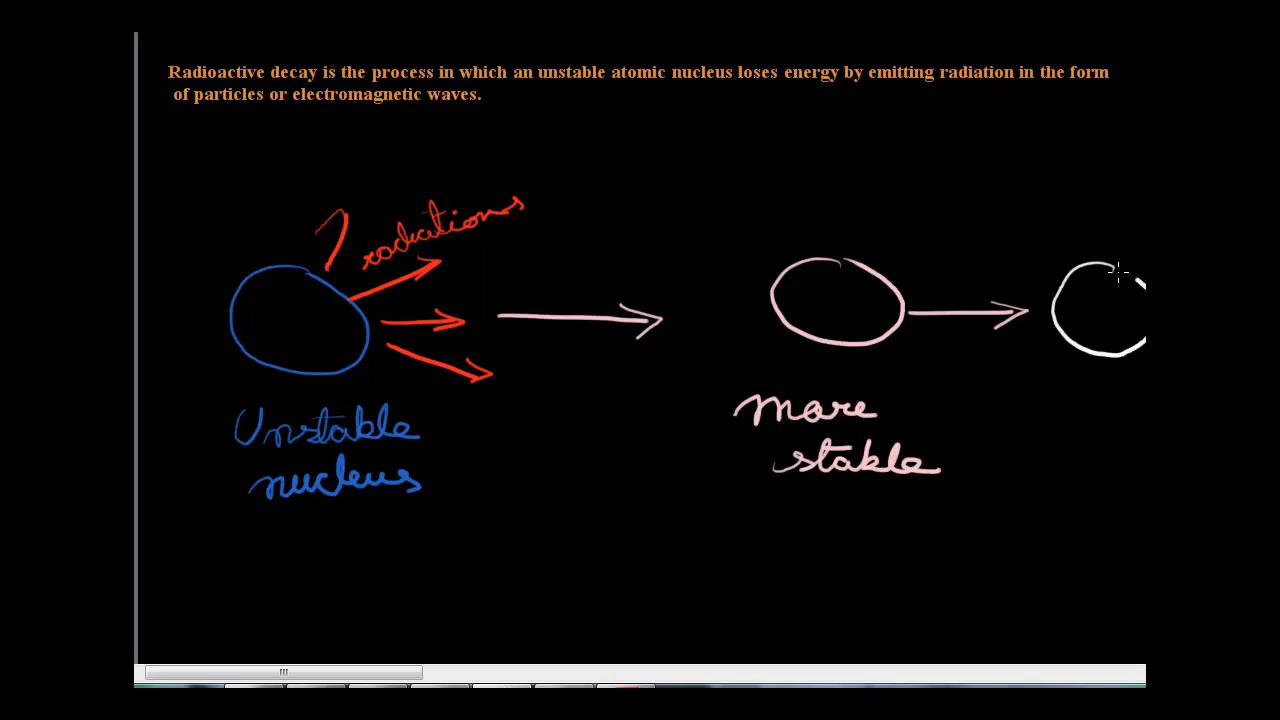 Radioactive decay is the process in which an unstable atomic nucleus loses energy by emitting radiation in the form
of particles or electromagnetic waves.
radiations
Unstable
nucleus
more
stable